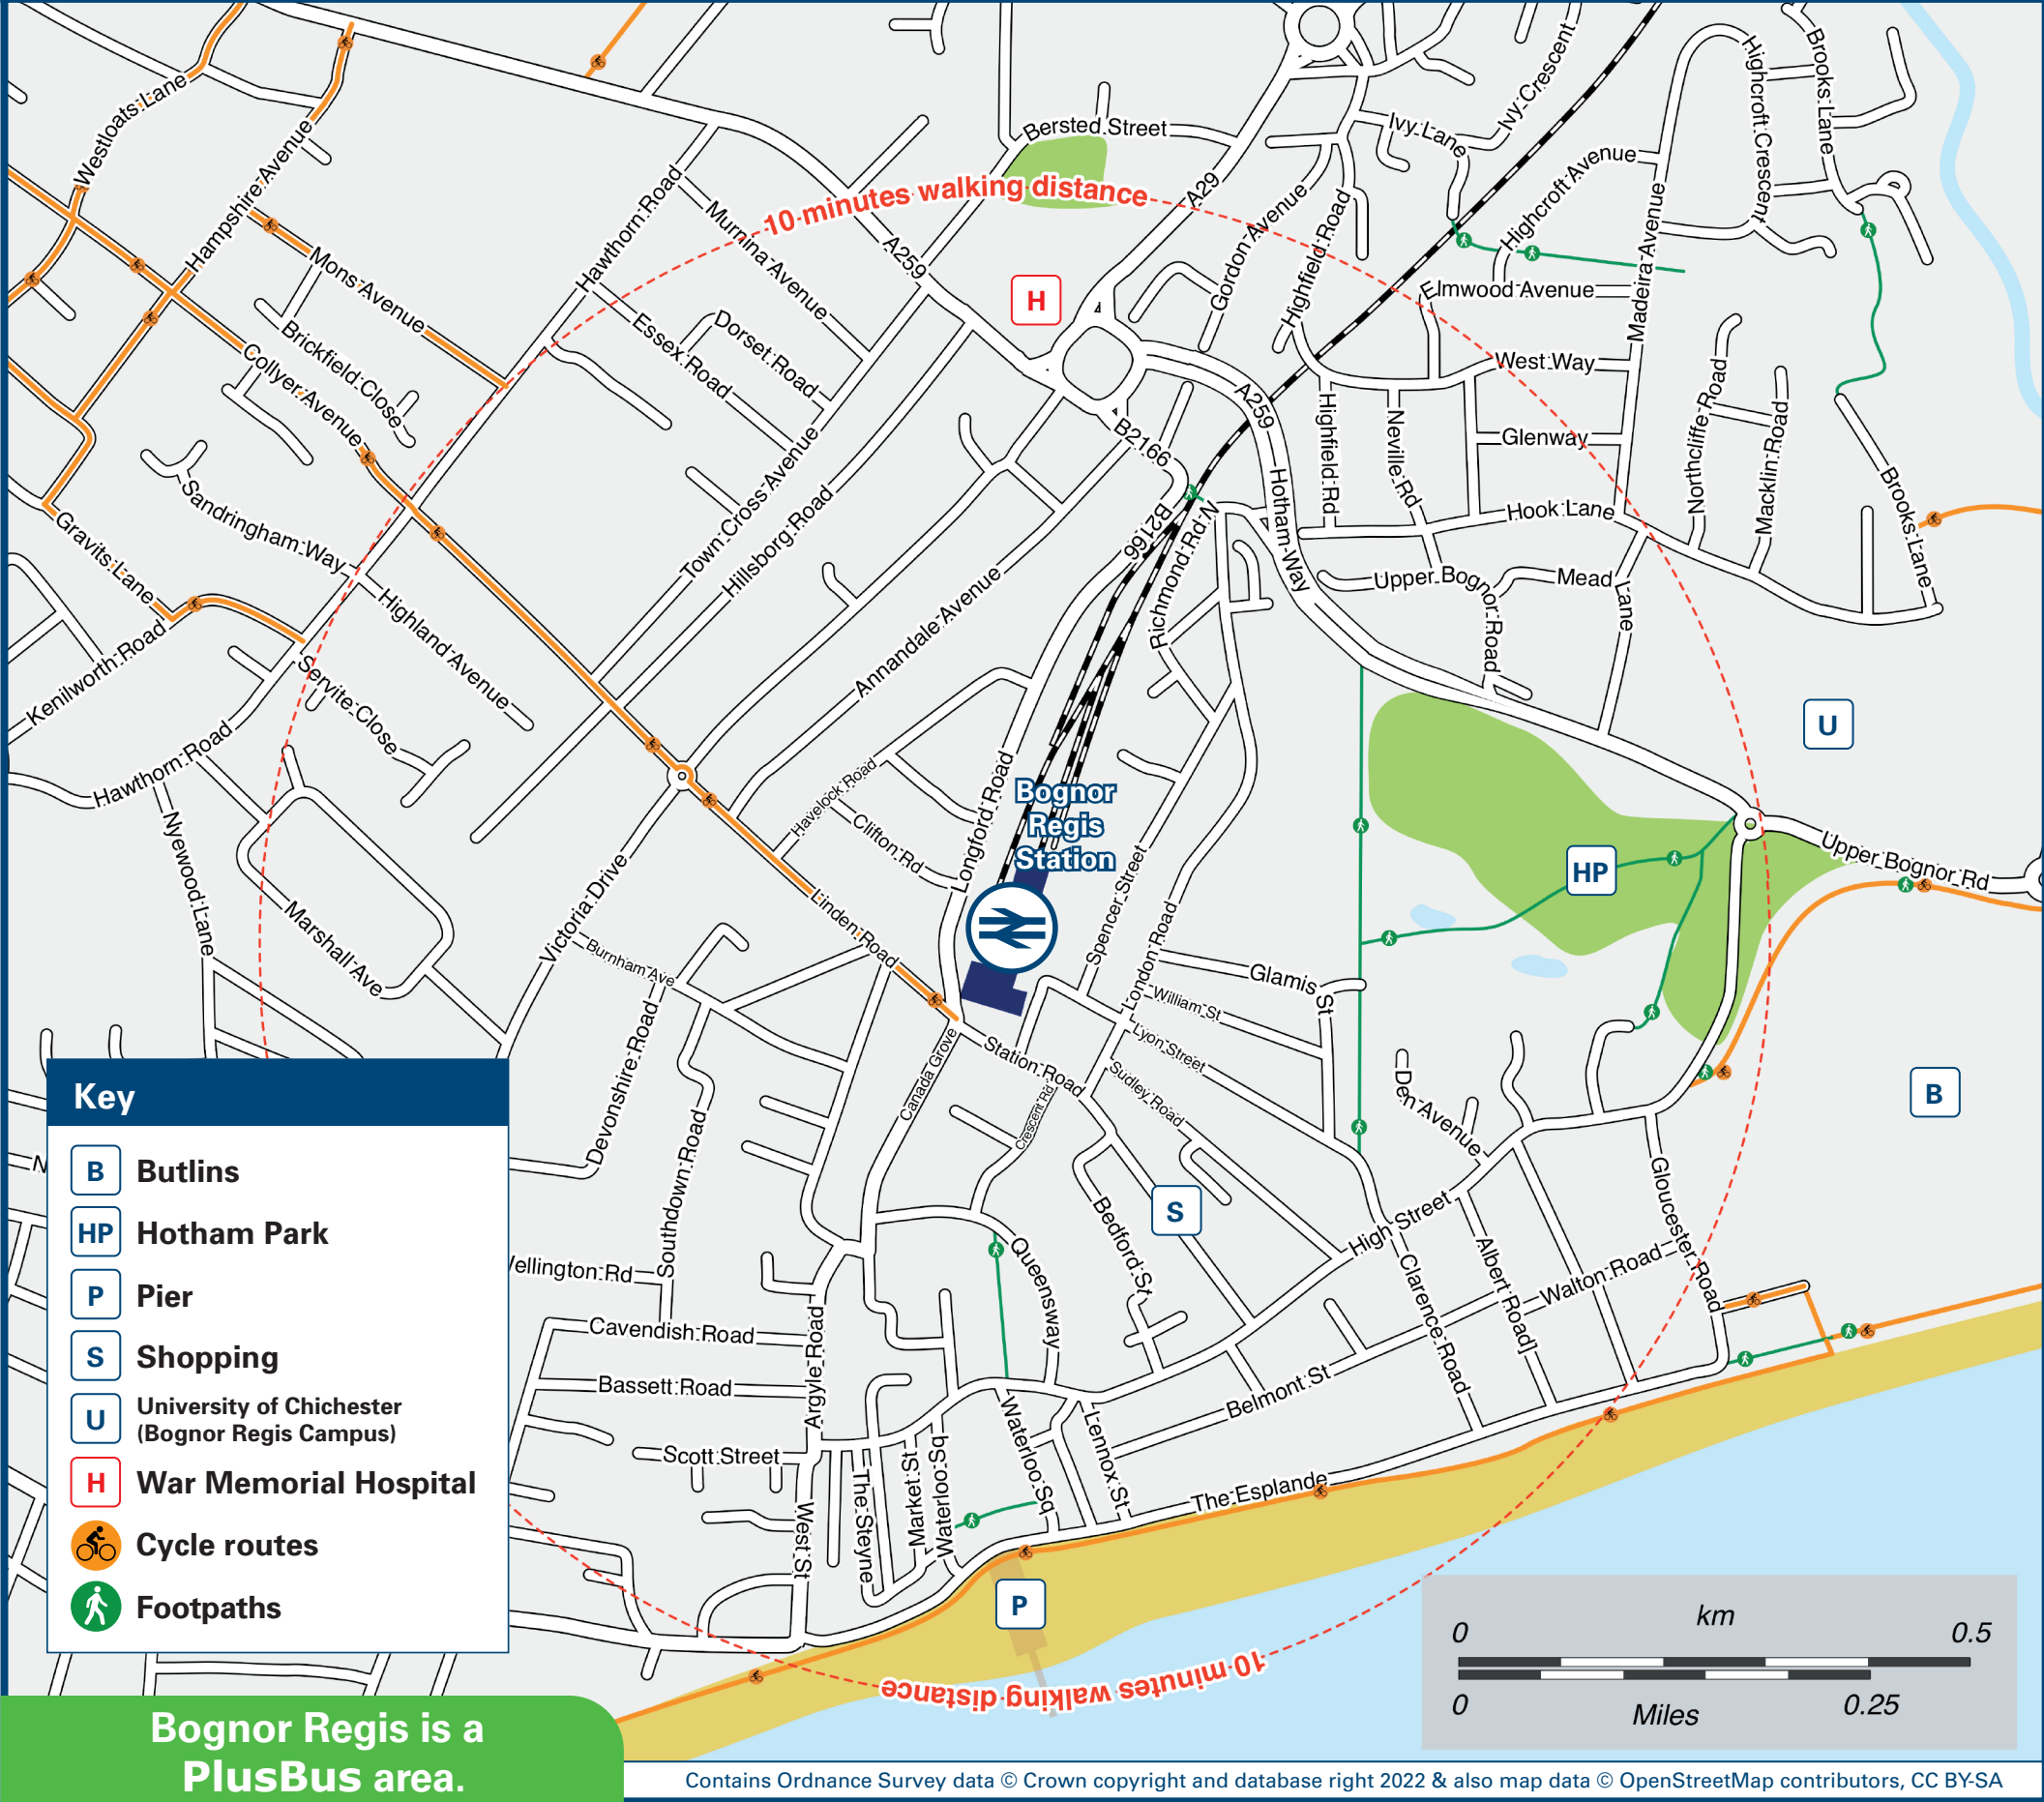 Westloats Lane
Hampshire Avenue
Mons Avenue
Brickfield Close
Collyer Avenue
Hawthorn Road
Murnina Avenue
Essex Road
Dorset Road
Bersted Street
10 minutes walking distance
A259
A29
H
Gordon Avenue
Highfield Road
Ivy Lane
Ivy Crescent
Highcroft Avenue
Highcroft Crescent
Brooks Lane
Madeira Avenue
Elmwood Avenue
West Way
Glenway
Hook Lane
Northcliffe Road
Macklin Road
Brooks Lane
A259
Hotham Way
Highfield Rd
Neville Rd
Upper Bognor Road
Mead Lane
B2166
B2166
Richmond Rd N
Sandringham Way
Gravits Lane
Kenilworth Road
Highland Avenue
Servite Close
Hawthorn Road
Town Cross Avenue
Hillsborg Road
Annandale Avenue
Havelock Road
Clifton Rd
Longford Road
Bognor
Regis
Station
U
HP
Upper Bognor Rd
Nyewood Lane
Marshall Ave
Victoria Drive
Burnham Ave
Linden Road
Spencer Street
London Road
Glamis St
William St
Lyon Street
Sudley Road
Station Road
Canada Grove
Crescent Rd
Devonshire Road
Southdown Road
Den Avenue
B
S
Bedford St
High Street
Queensway
Clarence Road
Albert Road]
Walton Road
Gloucester Road
Belmont St
Wellington Rd
Cavendish Road
Bassett Road
Argyle Road
Scott Street
West St
The Steyne
Market St
Waterloo Sq
Waterloo Sq
Lennox St
The Esplande
P
10 minutes walking distance
Key
B Butlins
HP Hotham Park
P Pier
S Shopping
U University of Chichester
(Bognor Regis Campus)
H War Memorial Hospital
Cycle routes
Footpaths
km
0 0.5
0 0.25
Miles
Bognor Regis is a
PlusBus area.
Contains Ordnance Survey data © Crown copyright and database right 2022 & also map data © OpenStreetMap contributors, CC BY-SA